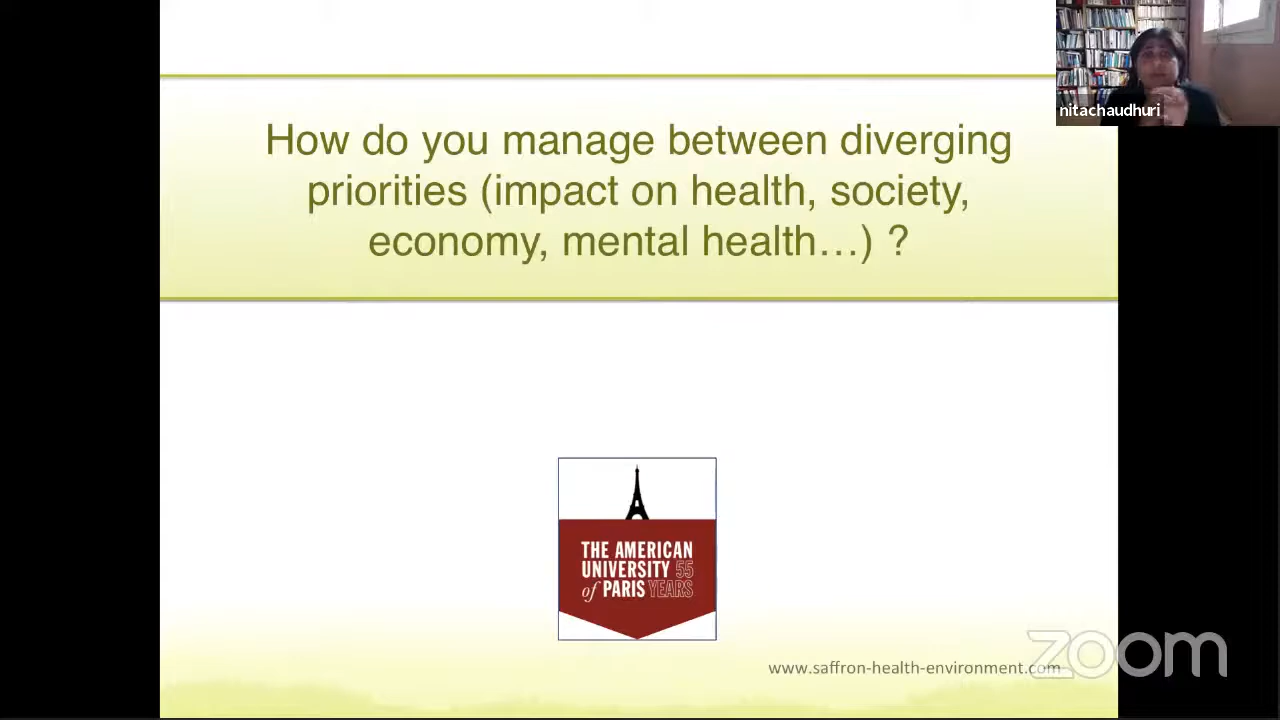 nitachaudhuri
How do you manage between diverging
priorities (impact on health, society,
economy, mental health…) ?
THE AMERICAN
UNIVERSITY 55
of PARIS YEARS
www.saffron-health-environment.com
zoom